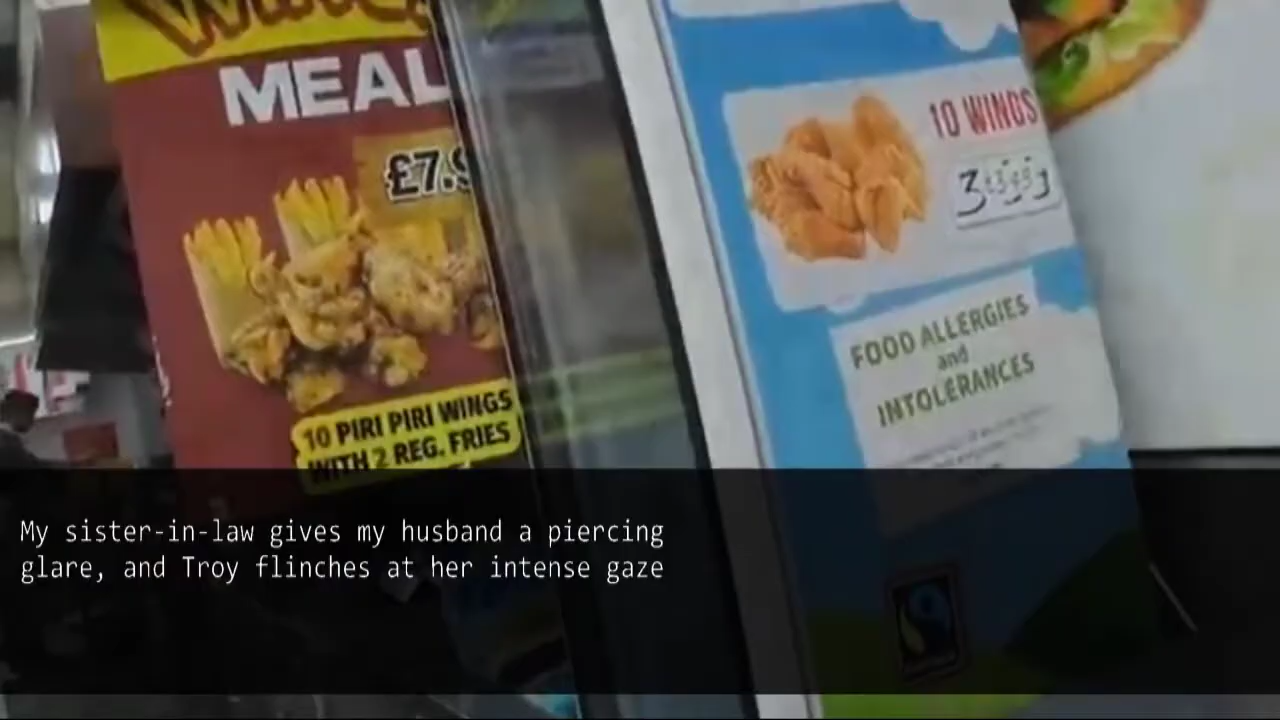 MEAL
£7.9
10 PIRI PIRI WINGS
WITH 2 REG. FRIES
10 WINGS
FOOD ALLERGIES
and
INTOLERANCES
My sister-in-law gives my husband a piercing
glare, and Troy flinches at her intense gaze